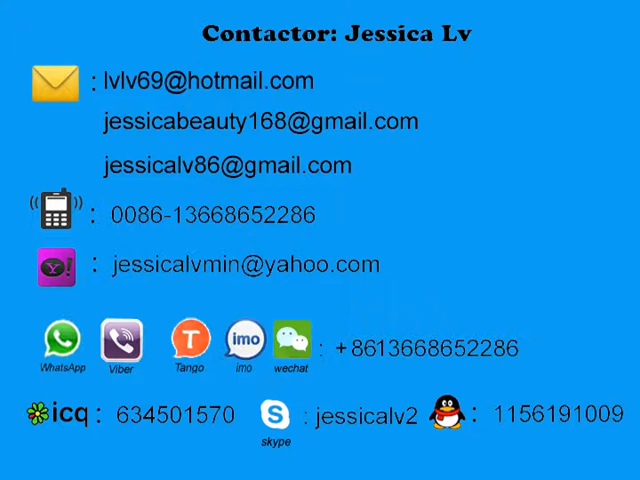 Contactor: Jessica Lv
: lvlv69@hotmail.com
jessicabeauty168@gmail.com
jessicalv86@gmail.com
: 0086-13668652286
Y! : jessicalvmin@yahoo.com
T imo : +8613668652286
WhatsApp Viber Tango imo wechat
icq : 634501570 S : jessicalv2 : 1156191009
skype